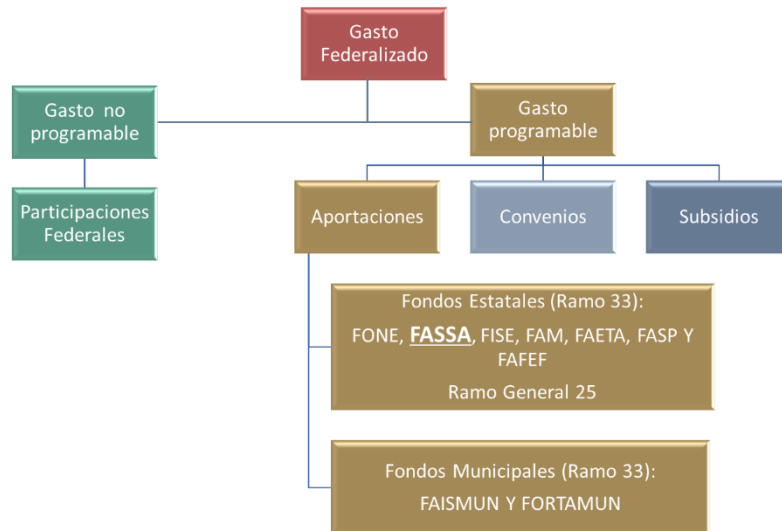 Gasto
Federalizado
Gasto no
programable
Gasto
programable
Participaciones
Federales
Aportaciones
Convenios
Subsidios
Fondos Estatales (Ramo 33):
FONE, FASSA, FISE, FAM, FAETA, FASP Y
FAFEF
Ramo General 25
Fondos Municipales (Ramo 33):
FAISMUN Y FORTAMUN